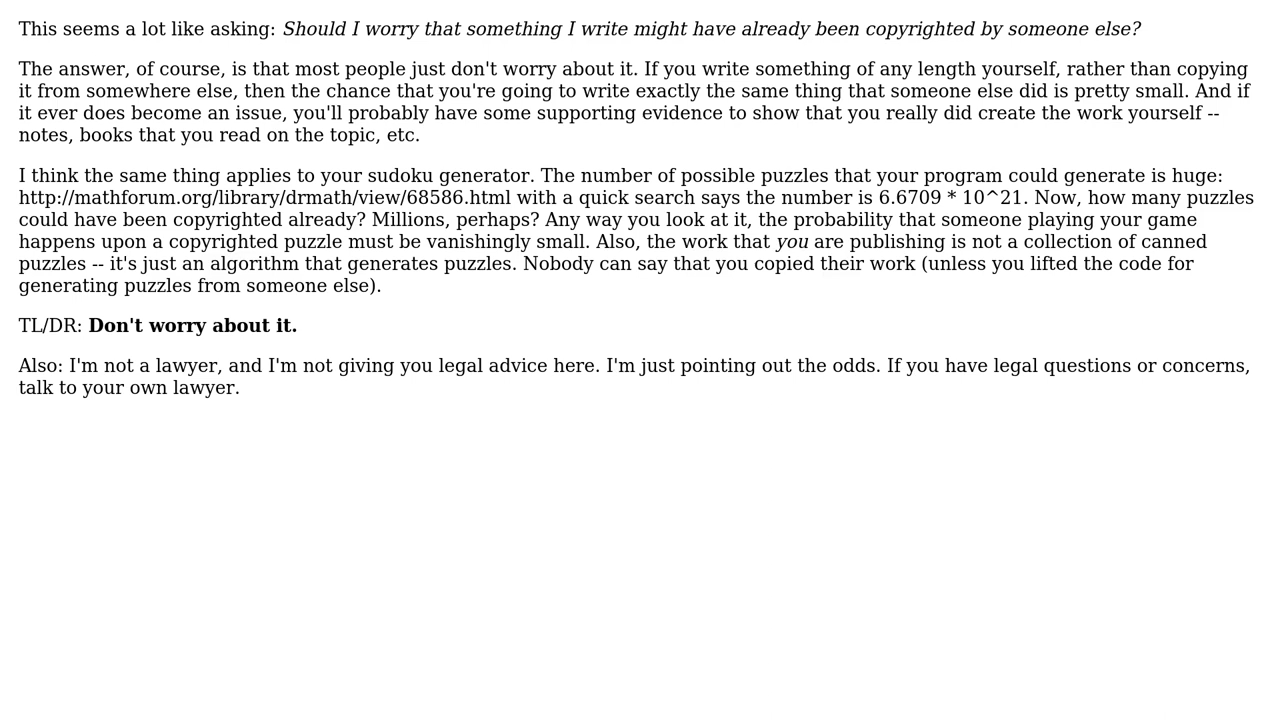 This seems a lot like asking: Should I worry that something I write might have already been copyrighted by someone else?
The answer, of course, is that most people just don't worry about it. If you write something of any length yourself, rather than copying
it from somewhere else, then the chance that you're going to write exactly the same thing that someone else did is pretty small. And if
it ever does become an issue, you'll probably have some supporting evidence to show that you really did create the work yourself --
notes, books that you read on the topic, etc.
I think the same thing applies to your sudoku generator. The number of possible puzzles that your program could generate is huge:
http://mathforum.org/library/drmath/view/68586.html with a quick search says the number is 6.6709 * 10^21. Now, how many puzzles
could have been copyrighted already? Millions, perhaps? Any way you look at it, the probability that someone playing your game
happens upon a copyrighted puzzle must be vanishingly small. Also, the work that you are publishing is not a collection of canned
puzzles -- it's just an algorithm that generates puzzles. Nobody can say that you copied their work (unless you lifted the code for
generating puzzles from someone else).
TL/DR: Don't worry about it.
Also: I'm not a lawyer, and I'm not giving you legal advice here. I'm just pointing out the odds. If you have legal questions or concerns,
talk to your own lawyer.